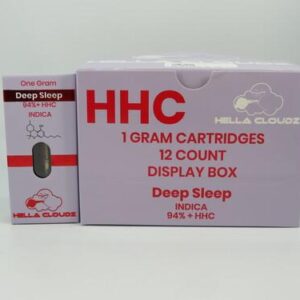 One Gram
Deep Sleep
94%+ HHC
INDICA
HELLA CLOUDZ
HHC
HELLA CLOUDZ
1 GRAM CARTRIDGES
12 COUNT
DISPLAY BOX
Deep Sleep
INDICA
94% + HHC